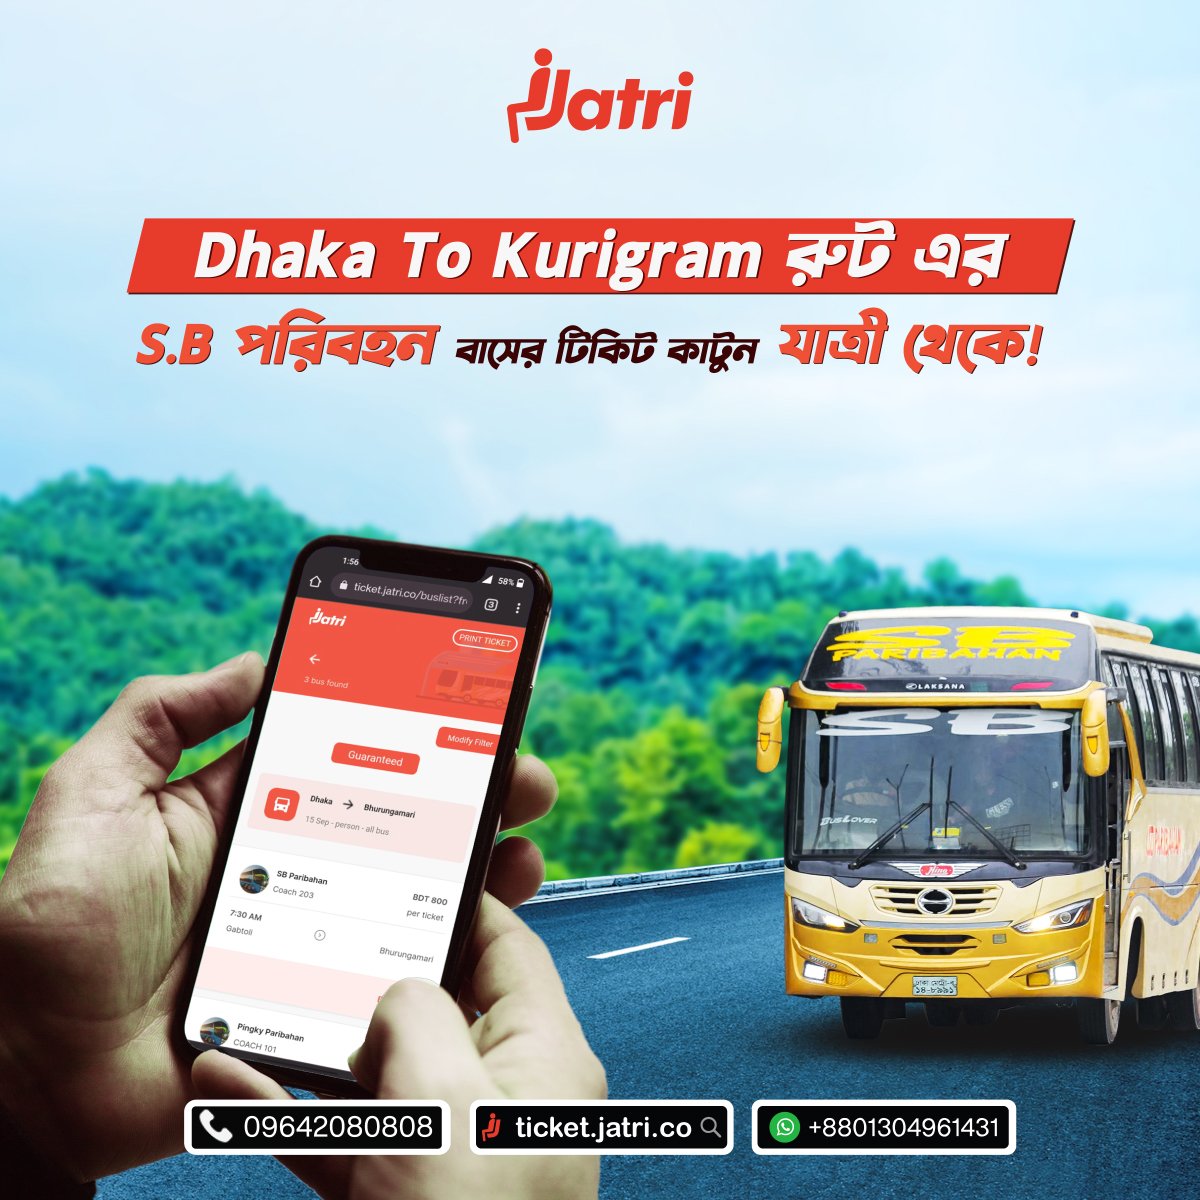 Jatri
Dhaka To Kurigram রুট এর
S.B পরিবহন বাসের টিকিট কাটুন যাত্রী থেকে!
1:56
58%
ticket.jatri.co/buslist?fr
3
Jatri
PRINT TICKET
3 bus found
Modify Filter
Guaranteed
Dhaka → Bhurungamari
15 Sep - person - all bus
SB Paribahan
Coach 203
BDT 800
per ticket
7:30 AM
Gabtoli
Bhurungamari
Pingky Paribahan
COACH 101
SB
PARIBAHAN
LAKSANA
SB
BUSLOVER
GUESS
Hino
PARIBAHAN
09642080808
ticket.jatri.co
+8801304961431